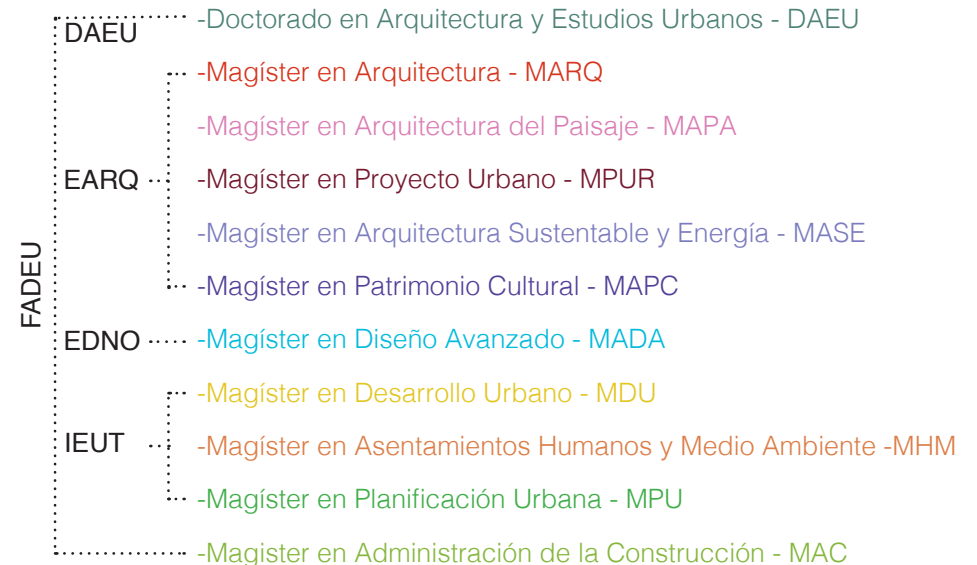 DAEU
-Doctorado en Arquitectura y Estudios Urbanos - DAEU
-Magíster en Arquitectura - MARQ
-Magíster en Arquitectura del Paisaje - MAPA
EARQ
-Magíster en Proyecto Urbano - MPUR
-Magíster en Arquitectura Sustentable y Energía - MASE
-Magíster en Patrimonio Cultural - MAPC
FADEU
EDNO
-Magíster en Diseño Avanzado - MADA
-Magíster en Desarrollo Urbano - MDU
IEUT
-Magíster en Asentamientos Humanos y Medio Ambiente -MHM
-Magíster en Planificación Urbana - MPU
-Magister en Administración de la Construcción - MAC